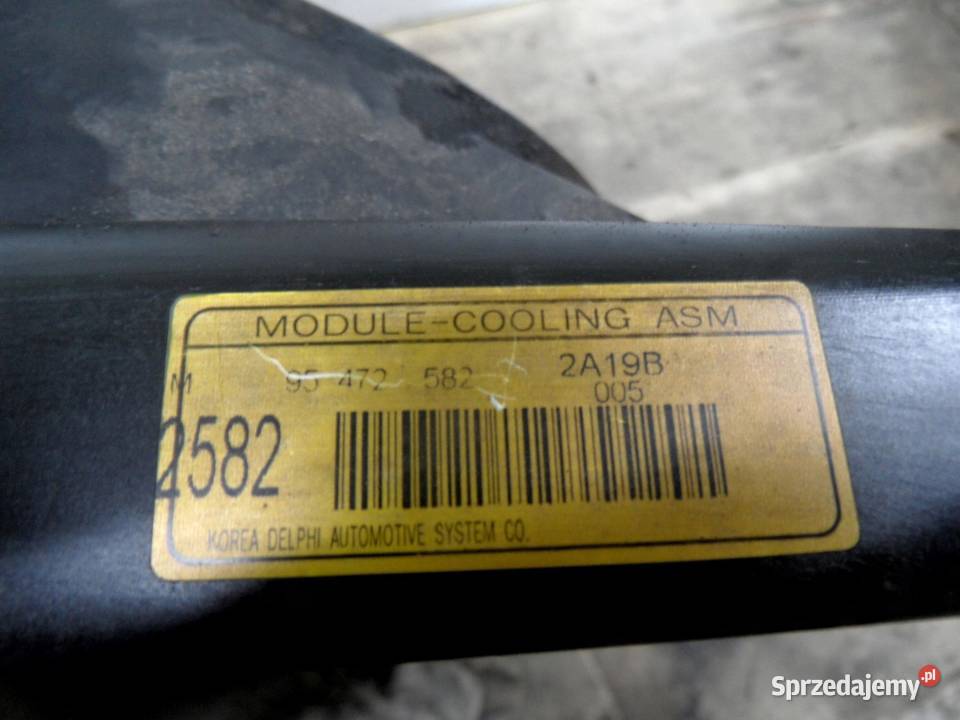 MODULE-COOLING ASM
M 95 472 582 2A19B
005
2582
KOREA DELPHI AUTOMOTIVE SYSTEM CO.
Sprzedajemy.pl